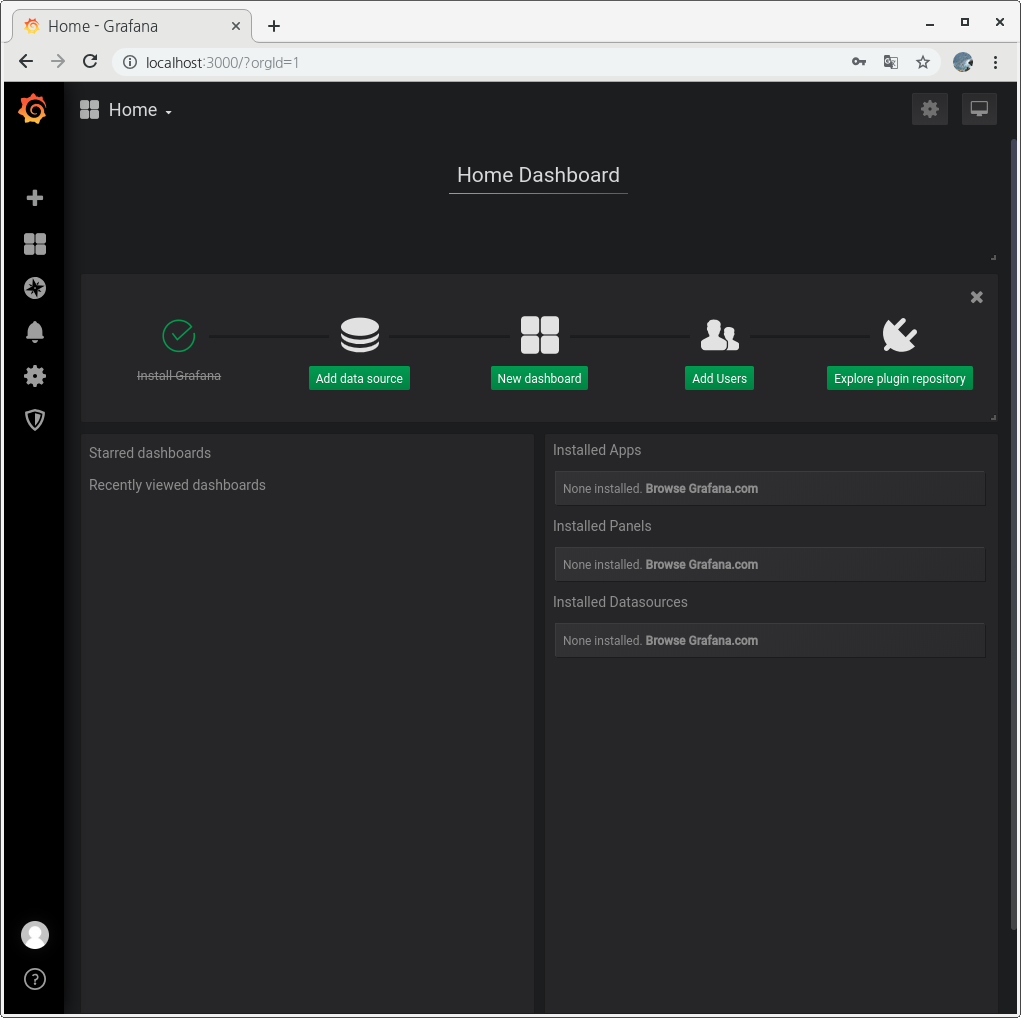 Home - Grafana
localhost:3000/?orgId=1
Home
Home Dashboard
Install Grafana
Add data source
New dashboard
Add Users
Explore plugin repository
Starred dashboards
Recently viewed dashboards
Installed Apps
None installed. Browse Grafana.com
Installed Panels
None installed. Browse Grafana.com
Installed Datasources
None installed. Browse Grafana.com